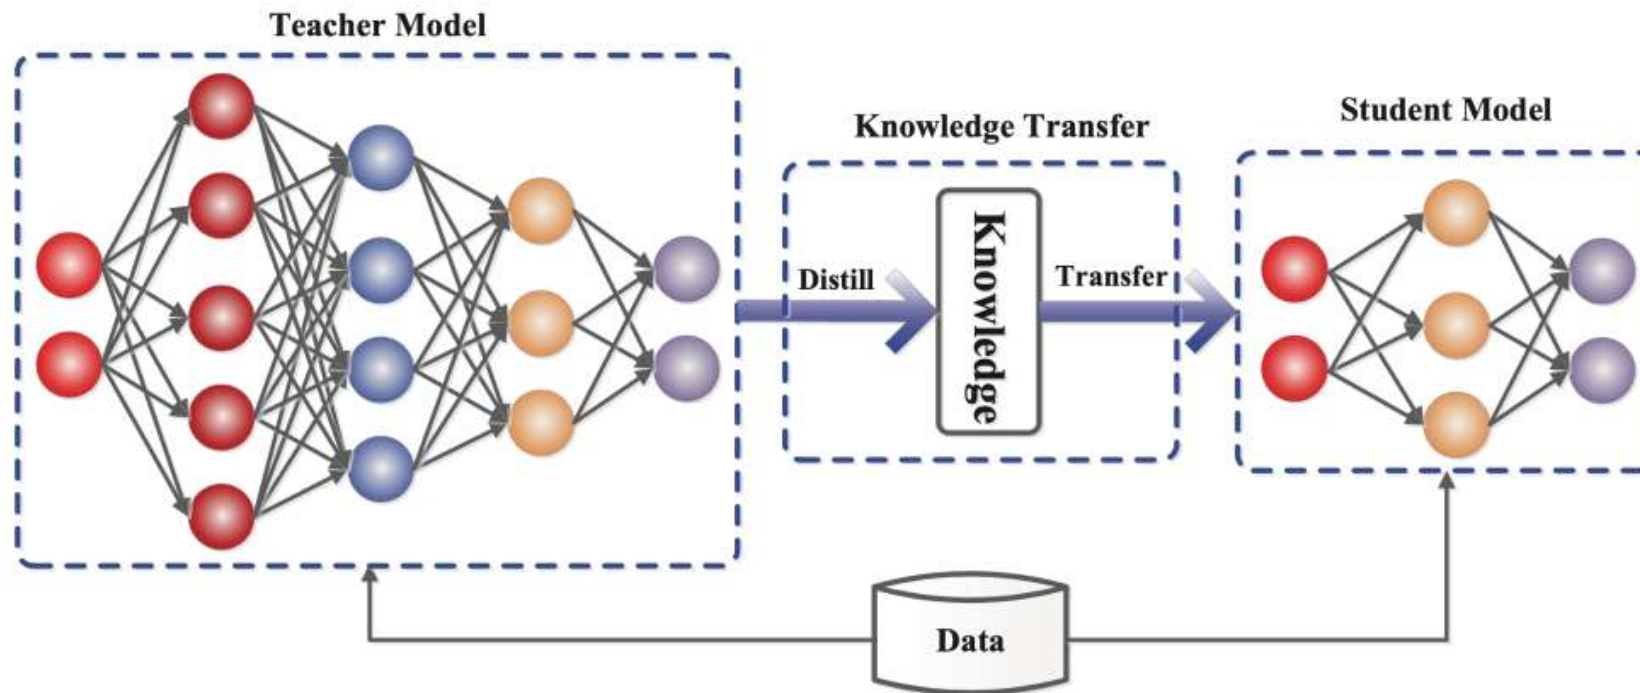 Teacher Model
Knowledge Transfer
Student Model
Distill
Knowledge
Transfer
Data